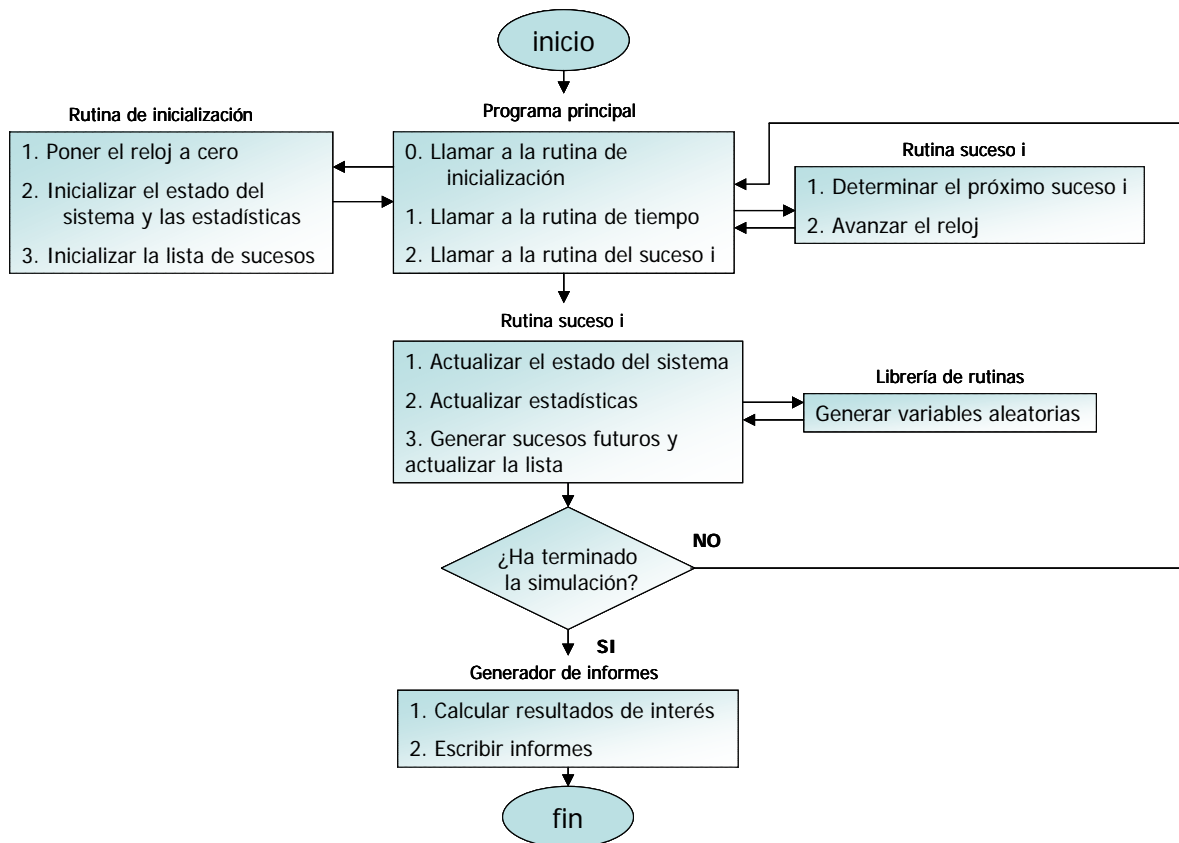 inicio
Programa principal
Rutina de inicialización
1. Poner el reloj a cero
2. Inicializar el estado del
sistema y las estadísticas
3. Inicializar la lista de sucesos
0. Llamar a la rutina de
inicialización
1. Llamar a la rutina de tiempo
2. Llamar a la rutina del suceso i
Rutina suceso i
1. Determinar el próximo suceso i
2. Avanzar el reloj
Rutina suceso i
1. Actualizar el estado del sistema
2. Actualizar estadísticas
3. Generar sucesos futuros y
actualizar la lista
Librería de rutinas
Generar variables aleatorias
¿Ha terminado
la simulación?
NO
SI
Generador de informes
1. Calcular resultados de interés
2. Escribir informes
fin